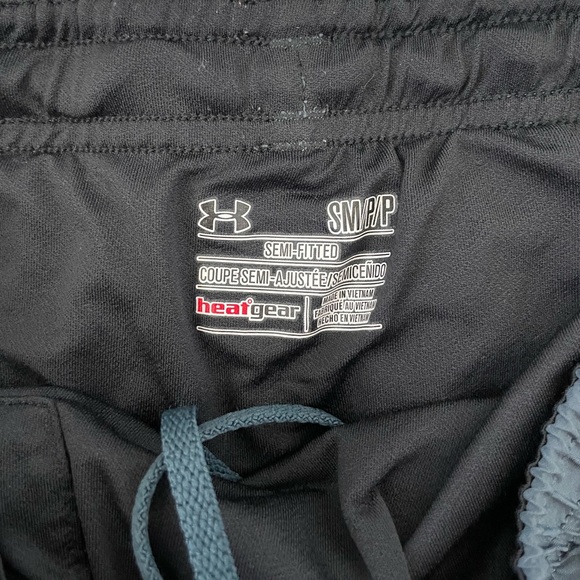 SM/P/P
SEMI-FITTED
COUPE SEMI-AJUSTÉE/SEMICEÑIDO
heatgear
MADE IN VIETNAM
FABRIQUÉ AU VIETNAM
HECHO EN VIETNAM